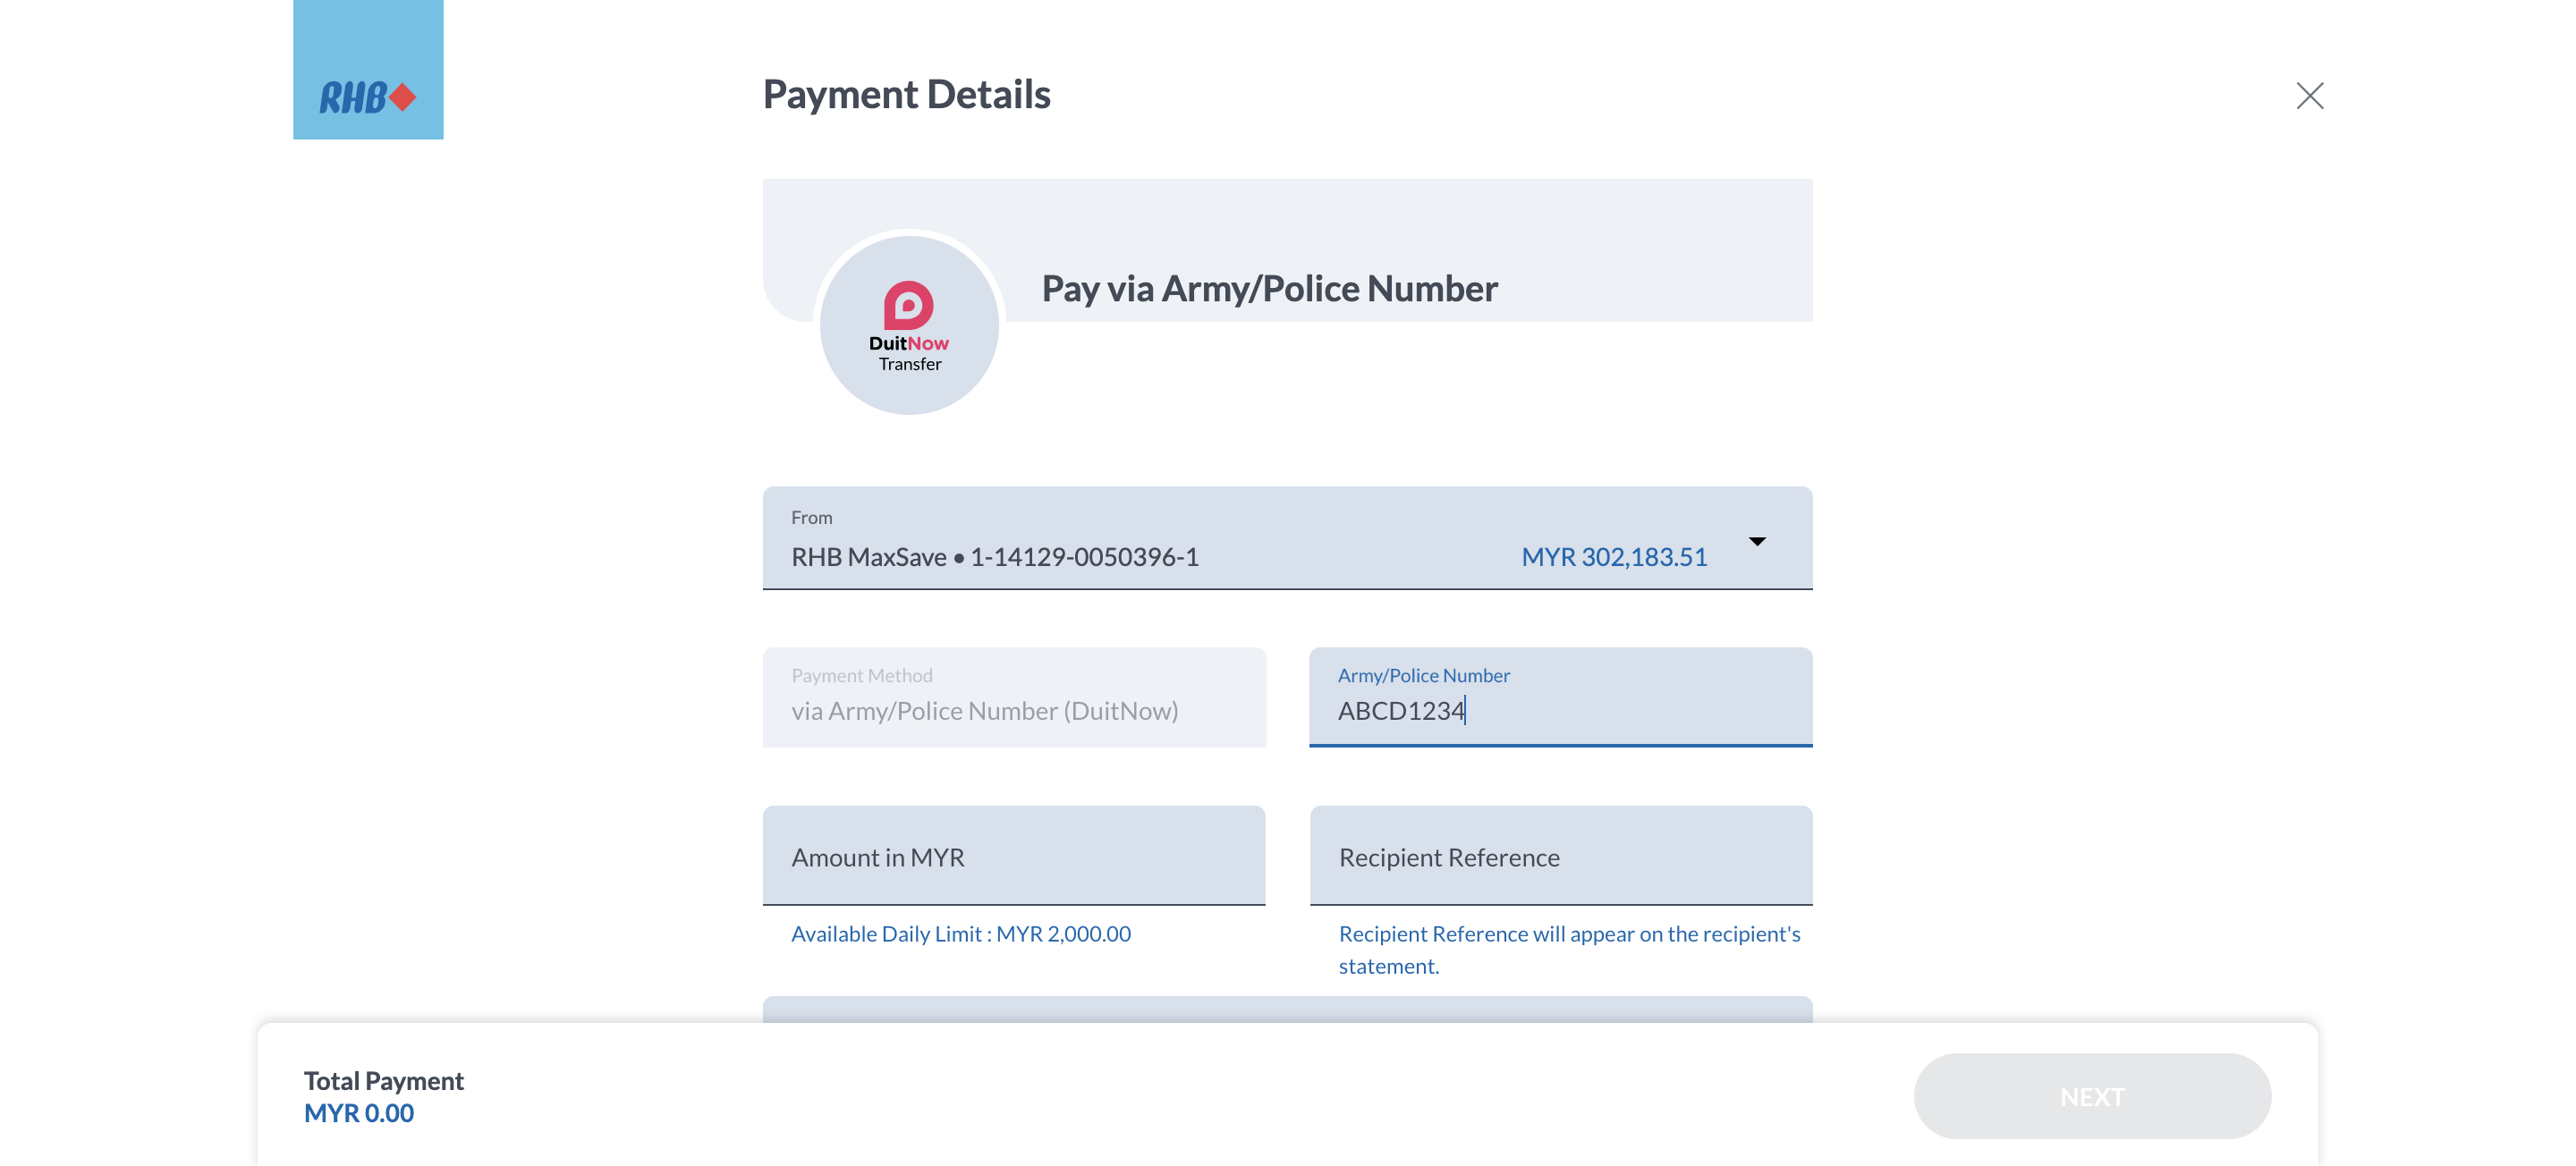 RHB
Payment Details
Pay via Army/Police Number
DuitNow
Transfer
From
RHB MaxSave • 1-14129-0050396-1 MYR 302,183.51
Payment Method
via Army/Police Number (DuitNow)
Army/Police Number
ABCD1234
Amount in MYR
Available Daily Limit : MYR 2,000.00
Recipient Reference
Recipient Reference will appear on the recipient's
statement.
Total Payment
MYR 0.00
NEXT